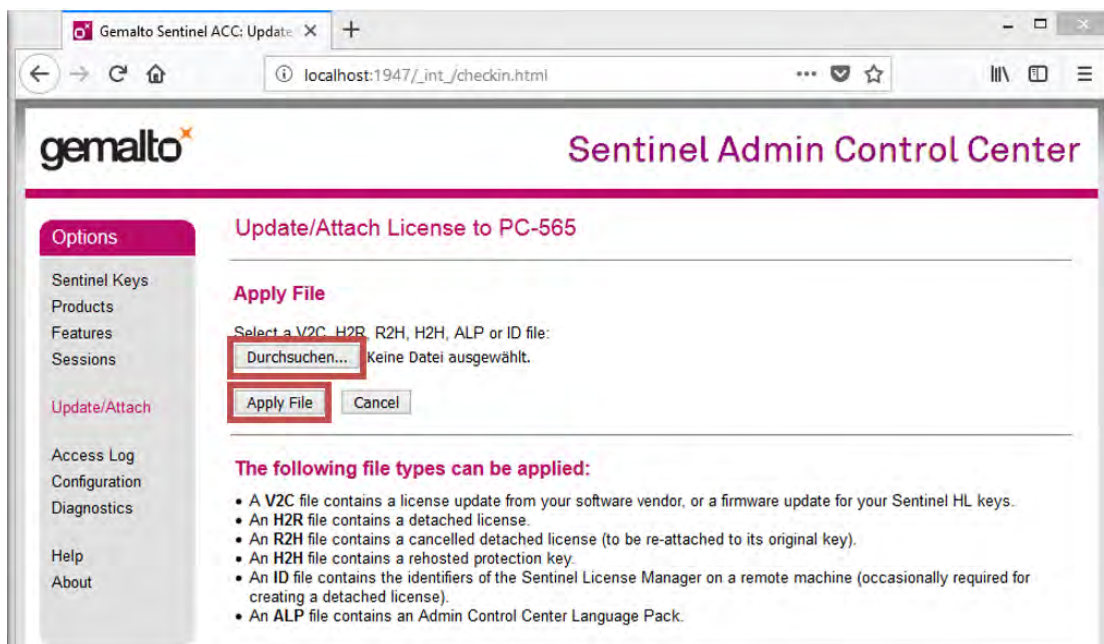 Gemalto Sentinel ACC: Update
localhost:1947/_int_/checkin.html
gemalto
Sentinel Admin Control Center
Options
Sentinel Keys
Products
Features
Sessions
Update/Attach
Access Log
Configuration
Diagnostics
Help
About
Update/Attach License to PC-565
Apply File
Select a V2C, H2R, R2H, H2H, ALP or ID file:
Durchsuchen... Keine Datei ausgewählt.
Apply File Cancel
The following file types can be applied:
• A V2C file contains a license update from your software vendor, or a firmware update for your Sentinel HL keys.
• An H2R file contains a detached license.
• An R2H file contains a cancelled detached license (to be re-attached to its original key).
• An H2H file contains a rehosted protection key.
• An ID file contains the identifiers of the Sentinel License Manager on a remote machine (occasionally required for
creating a detached license).
• An ALP file contains an Admin Control Center Language Pack.